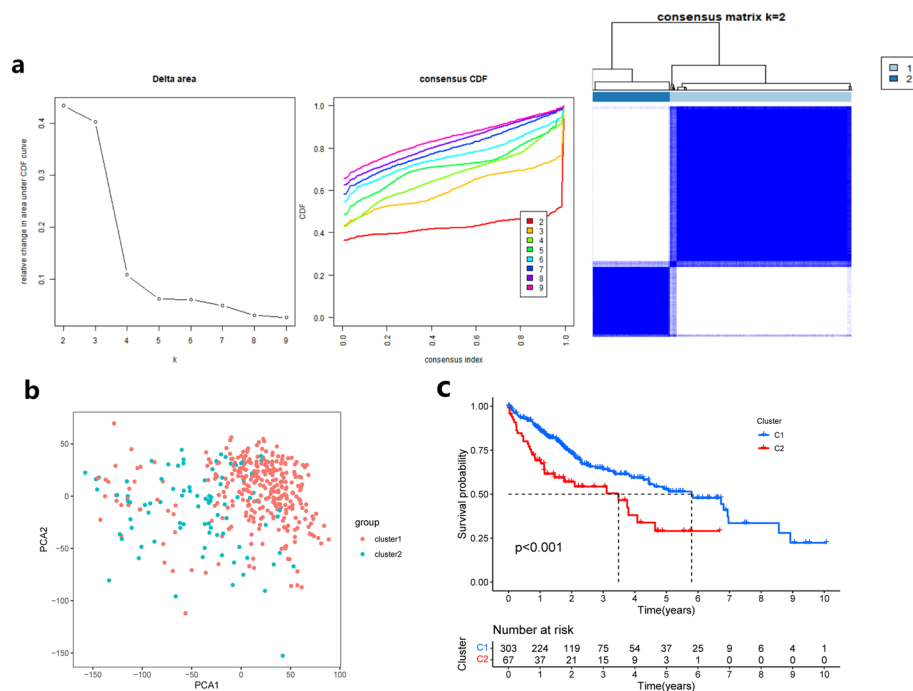 a
Delta area
relative change in area under CDF curve
0.4
0.3
0.2
0.1
2 3 4 5 6 7 8 9
k
consensus CDF
CDF
1.0
0.8
0.6
0.4
0.2
0.0
0.0 0.2 0.4 0.6 0.8 1.0
consensus index
2
3
4
5
6
7
8
9
consensus matrix k=2
1
2
b
PCA2
50
0
−50
−100
−150
−150 −100 −50 0 50 100
PCA1
group
cluster1
cluster2
c
Cluster
C1
C2
Survival probability
1.00
0.75
0.50
0.25
0.00
p<0.001
0 1 2 3 4 5 6 7 8 9 10
Time(years)
Number at risk
Cluster
C1 303 224 119 75 54 37 25 9 6 4 1
C2 67 37 21 15 9 3 1 0 0 0 0
0 1 2 3 4 5 6 7 8 9 10
Time(years)